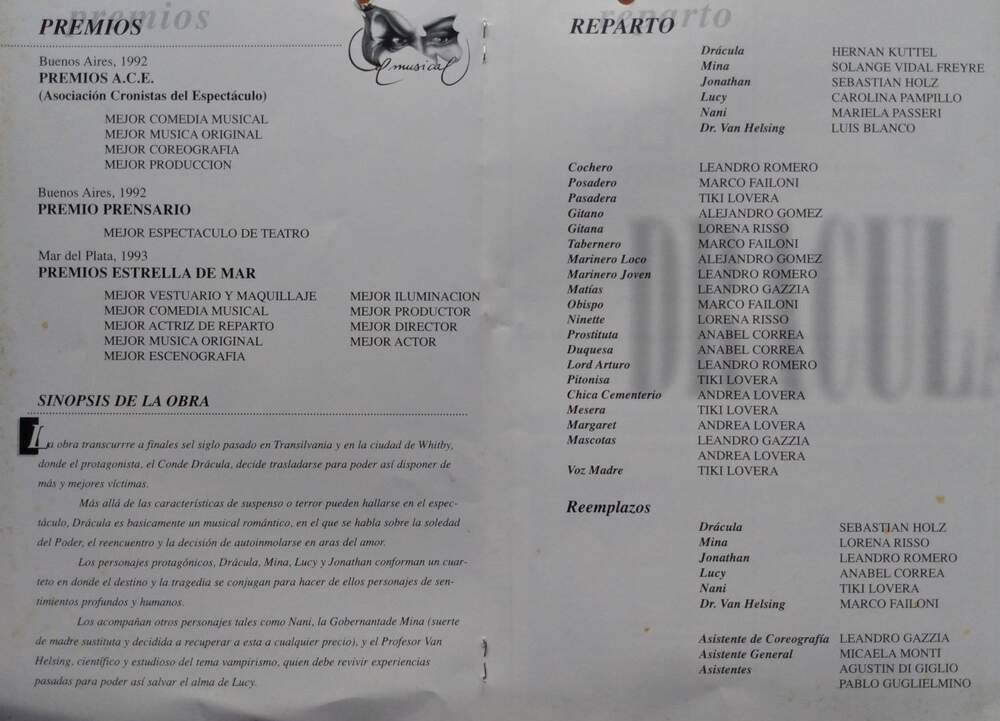 premios
PREMIOS
Buenos Aires, 1992
PREMIOS A.C.E.
(Asociación Cronistas del Espectáculo)
MEJOR COMEDIA MUSICAL
MEJOR MUSICA ORIGINAL
MEJOR COREOGRAFIA
MEJOR PRODUCCION
Buenos Aires, 1992
PREMIO PRENSARIO
MEJOR ESPECTACULO DE TEATRO
Mar del Plata, 1993
PREMIOS ESTRELLA DE MAR
MEJOR VESTUARIO Y MAQUILLAJE
MEJOR COMEDIA MUSICAL
MEJOR ACTRIZ DE REPARTO
MEJOR MUSICA ORIGINAL
MEJOR ESCENOGRAFIA
MEJOR ILUMINACION
MEJOR PRODUCTOR
MEJOR DIRECTOR
MEJOR ACTOR
el musical
SINOPSIS DE LA OBRA
La obra transcurrre a finales sel siglo pasado en Transilvania y en la ciudad de Whitby,
donde el protagonista, el Conde Drácula, decide trasladarse para poder así disponer de
más y mejores víctimas.
Más allá de las características de suspenso o terror pueden hallarse en el espec-
táculo, Drácula es basicamente un musical romántico, en el que se habla sobre la soledad
del Poder, el reencuentro y la decisión de autoinmolarse en aras del amor.
Los personajes protagónicos, Drácula, Mina, Lucy y Jonathan conforman un cuar-
teto en donde el destino y la tragedia se conjugan para hacer de ellos personajes de sen-
timientos profundos y humanos.
Los acompañan otros personajes tales como Nani, la Gobernantade Mina (suerte
de madre sustituta y decidida a recuperar a esta a cualquier precio), y el Profesor Van
Helsing, científico y estudioso del tema vampirismo, quien debe revivir experiencias
pasadas para poder así salvar el alma de Lucy.
reparto
REPARTO
Drácula HERNAN KUTTEL
Mina SOLANGE VIDAL FREYRE
Jonathan SEBASTIAN HOLZ
Lucy CAROLINA PAMPILLO
Nani MARIELA PASSERI
Dr. Van Helsing LUIS BLANCO
Cochero LEANDRO ROMERO
Posadero MARCO FAILONI
Pasadera TIKI LOVERA
Gitano ALEJANDRO GOMEZ
Gitana LORENA RISSO
Tabernero MARCO FAILONI
Marinero Loco ALEJANDRO GOMEZ
Marinero Joven LEANDRO ROMERO
Matías LEANDRO GAZZIA
Obispo MARCO FAILONI
Ninette LORENA RISSO
Prostituta ANABEL CORREA
Duquesa ANABEL CORREA
Lord Arturo LEANDRO ROMERO
Pitonisa TIKI LOVERA
Chica Cementerio ANDREA LOVERA
Mesera TIKI LOVERA
Margaret ANDREA LOVERA
Mascotas LEANDRO GAZZIA
ANDREA LOVERA
Voz Madre TIKI LOVERA
DRACULA
Reemplazos
Drácula SEBASTIAN HOLZ
Mina LORENA RISSO
Jonathan LEANDRO ROMERO
Lucy ANABEL CORREA
Nani TIKI LOVERA
Dr. Van Helsing MARCO FAILONI
Asistente de Coreografía LEANDRO GAZZIA
Asistente General MICAELA MONTI
Asistentes AGUSTIN DI GIGLIO
PABLO GUGLIELMINO